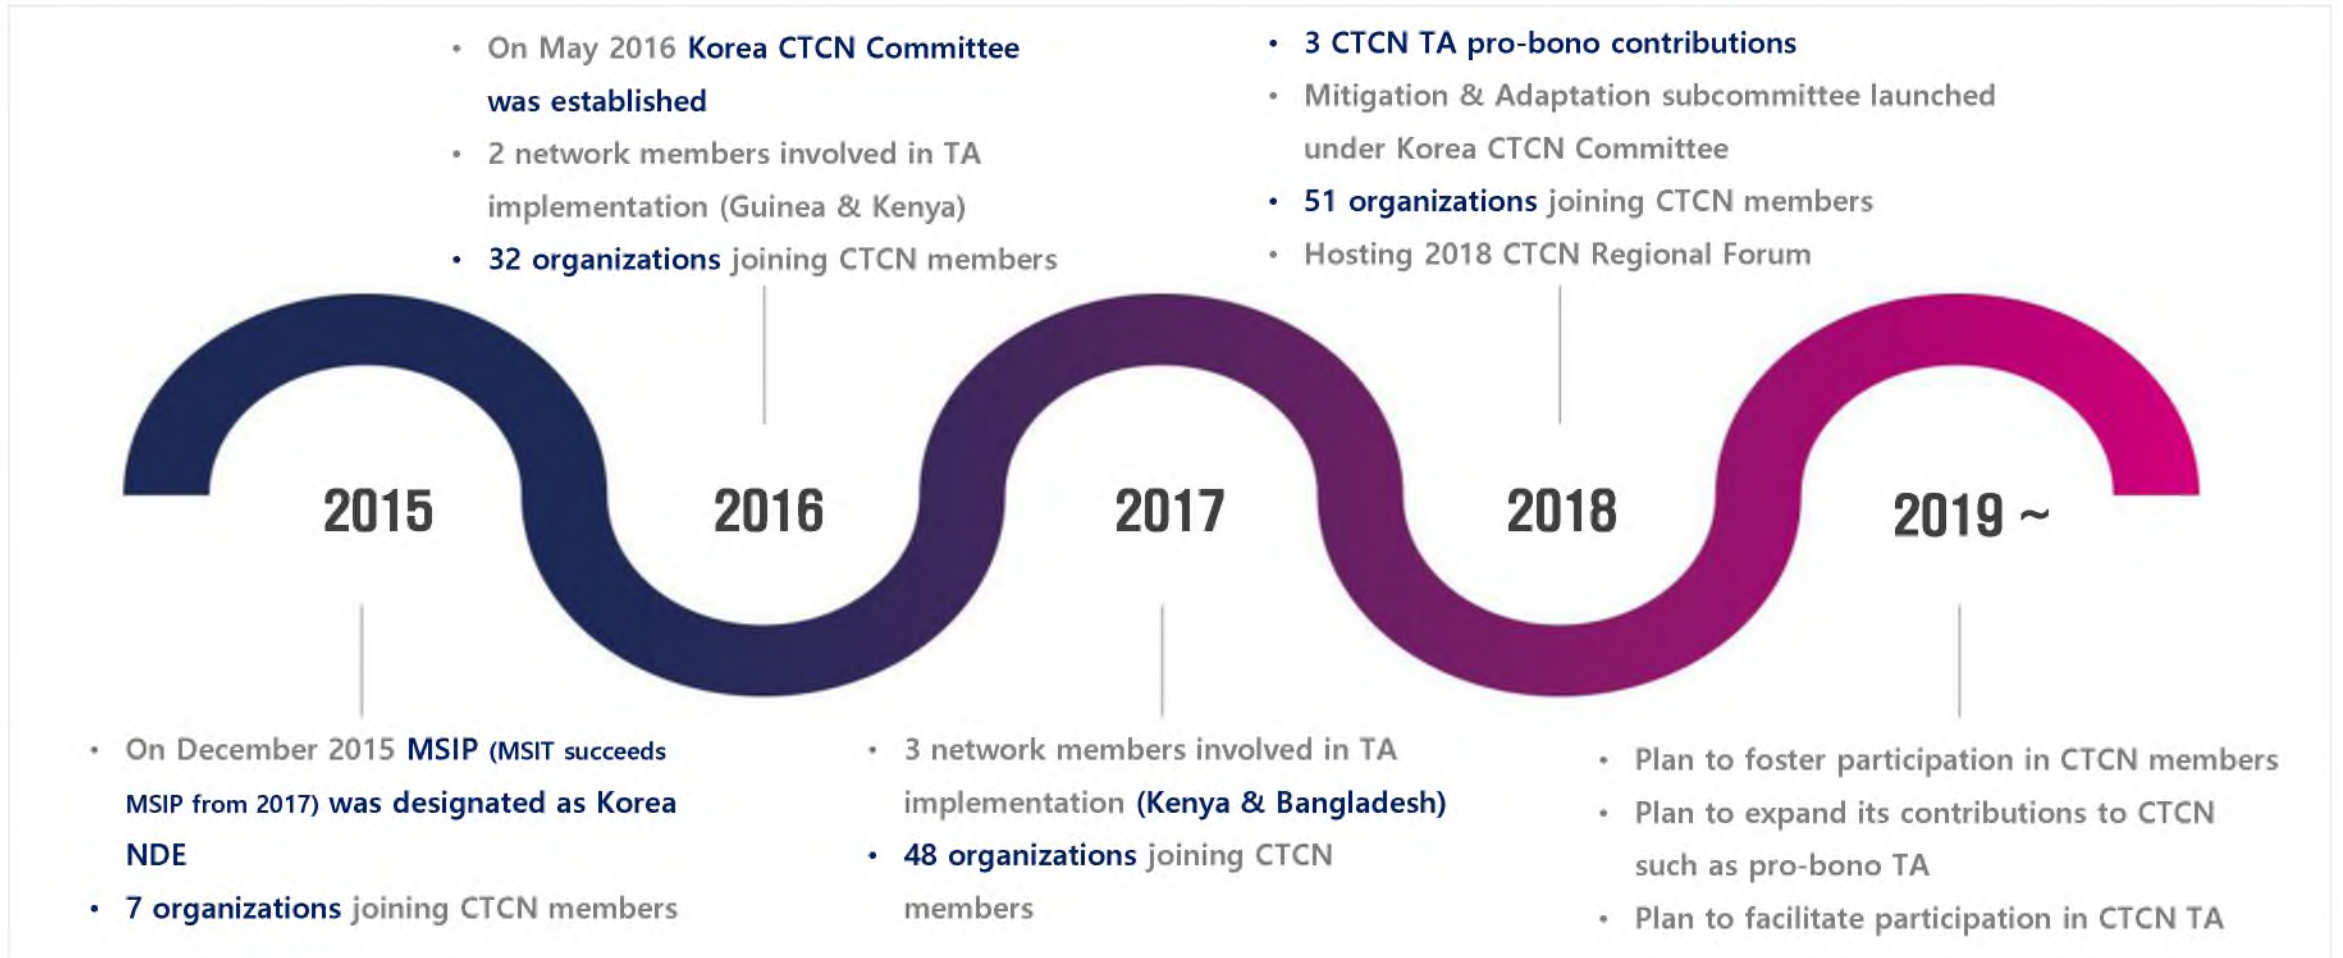 • On May 2016 Korea CTCN Committee
was established
• 2 network members involved in TA
implementation (Guinea & Kenya)
• 32 organizations joining CTCN members
• 3 CTCN TA pro-bono contributions
• Mitigation & Adaptation subcommittee launched
under Korea CTCN Committee
• 51 organizations joining CTCN members
• Hosting 2018 CTCN Regional Forum
2015
2016
2017
2018
2019 ~
• On December 2015 MSIP (MSIT succeeds
MSIP from 2017) was designated as Korea
NDE
• 7 organizations joining CTCN members
• 3 network members involved in TA
implementation (Kenya & Bangladesh)
• 48 organizations joining CTCN
members
• Plan to foster participation in CTCN members
• Plan to expand its contributions to CTCN
such as pro-bono TA
• Plan to facilitate participation in CTCN TA